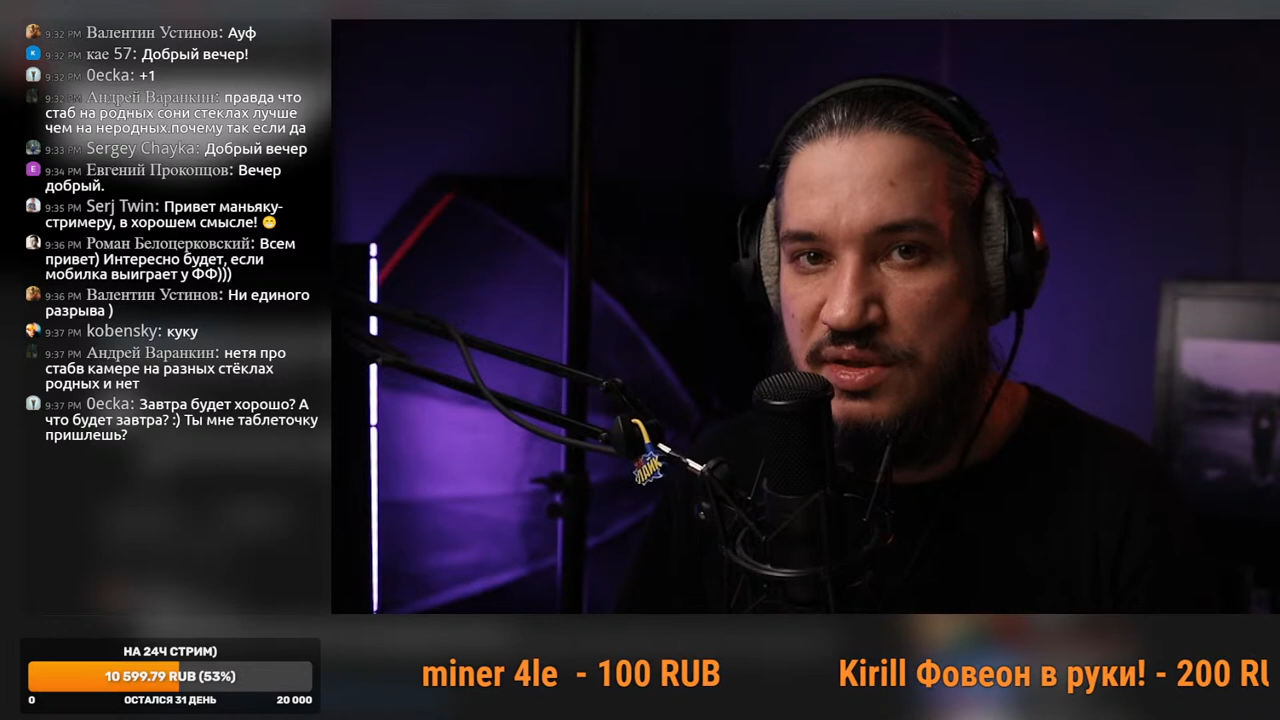 9:32 PM Валентин Устинов: Ауф
К 9:32 PM кае 57: Добрый вечер!
9:32 PM 0ecka: +1
9:32 PM Андрей Варанкин: правда что
стаб на родных сони стеклах лучше
чем на неродных.почему так если да
9:33 PM Sergey Chayka: Добрый вечер
Е 9:34 PM Евгений Прокопцов: Вечер
добрый.
9:35 PM Serj Twin: Привет маньяку-
стримеру, в хорошем смысле! 😁
9:36 PM Роман Белоцерковский: Всем
привет) Интересно будет, если
мобилка выиграет у ФФ)))
9:36 PM Валентин Устинов: Ни единого
разрыва )
9:37 PM kobensky: куку
9:37 PM Андрей Варанкин: нетя про
стабв камере на разных стёклах
родных и нет
9:37 PM 0ecka: Завтра будет хорошо? А
что будет завтра? :) Ты мне таблеточку
пришлешь?
ЛАЙК
НА 24Ч СТРИМ)
10 599.79 RUB (53%)
0 ОСТАЛСЯ 31 ДЕНЬ 20 000
miner 4le - 100 RUB Kirill Фовеон в руки! - 200 RU